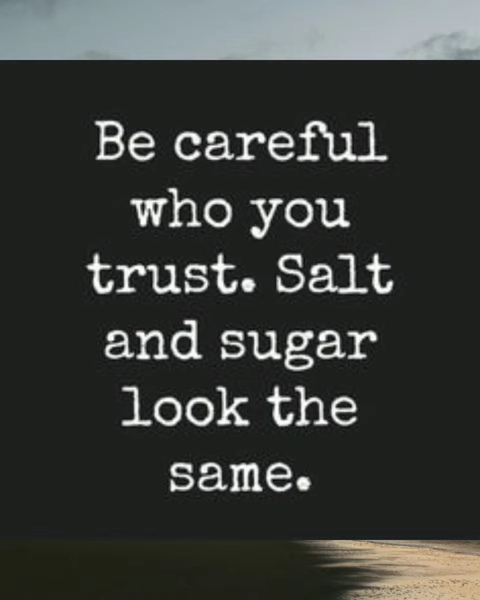 Be careful
who you
trust. Salt
and sugar
look the
same.